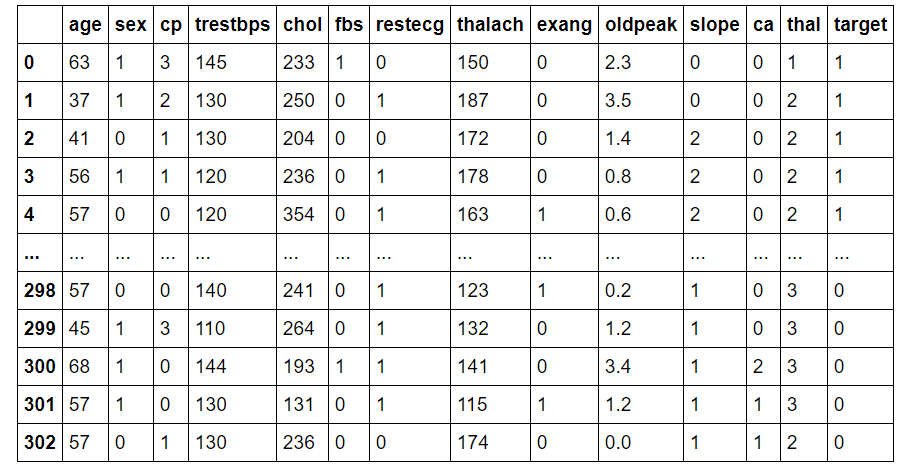 age sex cp trestbps chol fbs restecg thalach exang oldpeak slope ca thal target
0 63 1 3 145 233 1 0 150 0 2.3 0 0 1 1
1 37 1 2 130 250 0 1 187 0 3.5 0 0 2 1
2 41 0 1 130 204 0 0 172 0 1.4 2 0 2 1
3 56 1 1 120 236 0 1 178 0 0.8 2 0 2 1
4 57 0 0 120 354 0 1 163 1 0.6 2 0 2 1
... ... ... ... ... ... ... ... ... ... ... ... ... ... ...
298 57 0 0 140 241 0 1 123 1 0.2 1 0 3 0
299 45 1 3 110 264 0 1 132 0 1.2 1 0 3 0
300 68 1 0 144 193 1 1 141 0 3.4 1 2 3 0
301 57 1 0 130 131 0 1 115 1 1.2 1 1 3 0
302 57 0 1 130 236 0 0 174 0 0.0 1 1 2 0